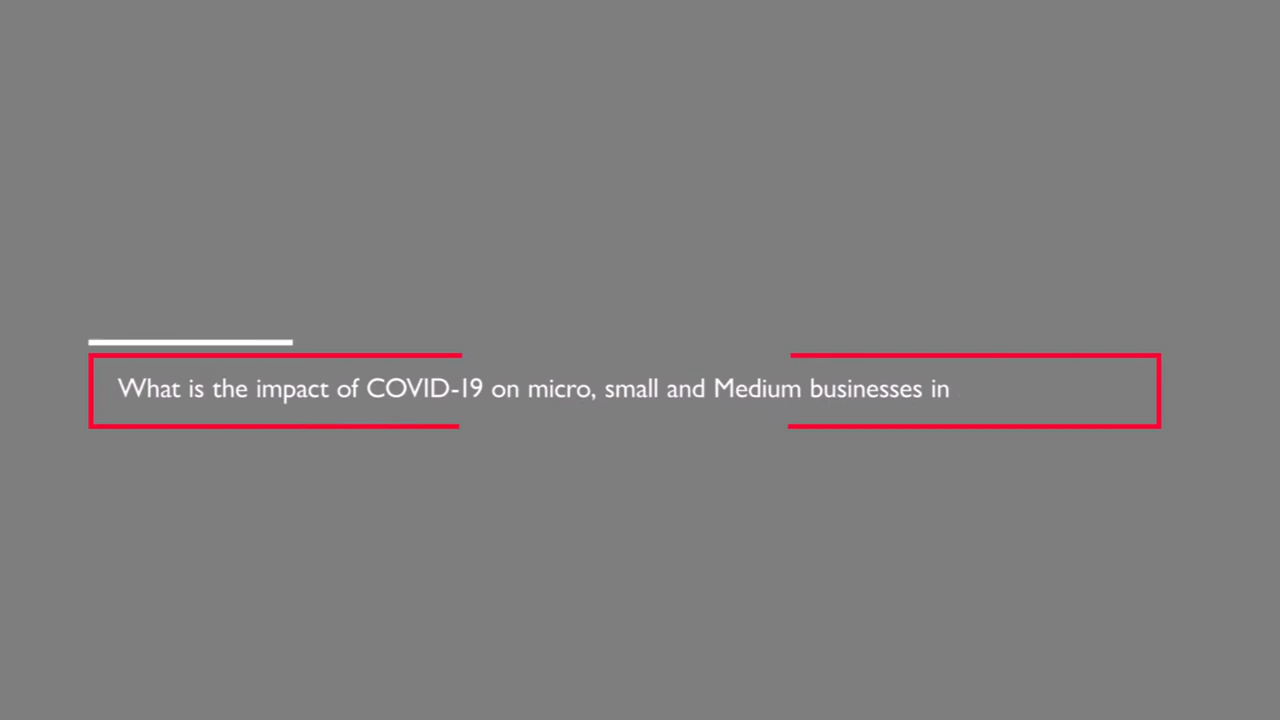 What is the impact of COVID-19 on micro, small and Medium businesses in